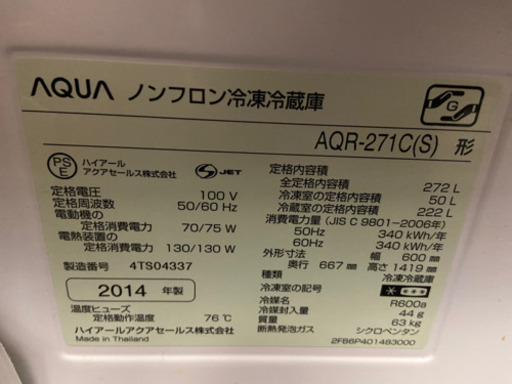 AQUA ノンフロン冷凍冷蔵庫
G
AQR-271C(S) 形
PS
E
ハイアール
アクアセールス株式会社
S JET
定格電圧 100 V
定格周波数 50/60 Hz
電動機の
定格消費電力 70/75 W
電熱装置の
定格消費電力 130/130 W
製造番号 4TS04337
2014 年製
温度ヒューズ
定格動作温度 76℃
ハイアールアクアセールス株式会社
Made in Thailand
定格内容積
全定格内容積 272 L
冷凍室の定格内容積 50 L
冷蔵室の定格内容積 222 L
消費電力量 (JIS C 9801-2006年)
50Hz 340 kWh/年
60Hz 340 kWh/年
外形寸法 幅 600 mm
奥行 667 mm 高さ 1419 mm
種類 冷凍冷蔵庫
冷凍室の記号
冷媒名 R600a
冷媒封入量 44 g
質量 63 kg
断熱発泡ガス シクロペンタン
2FB6P401483000